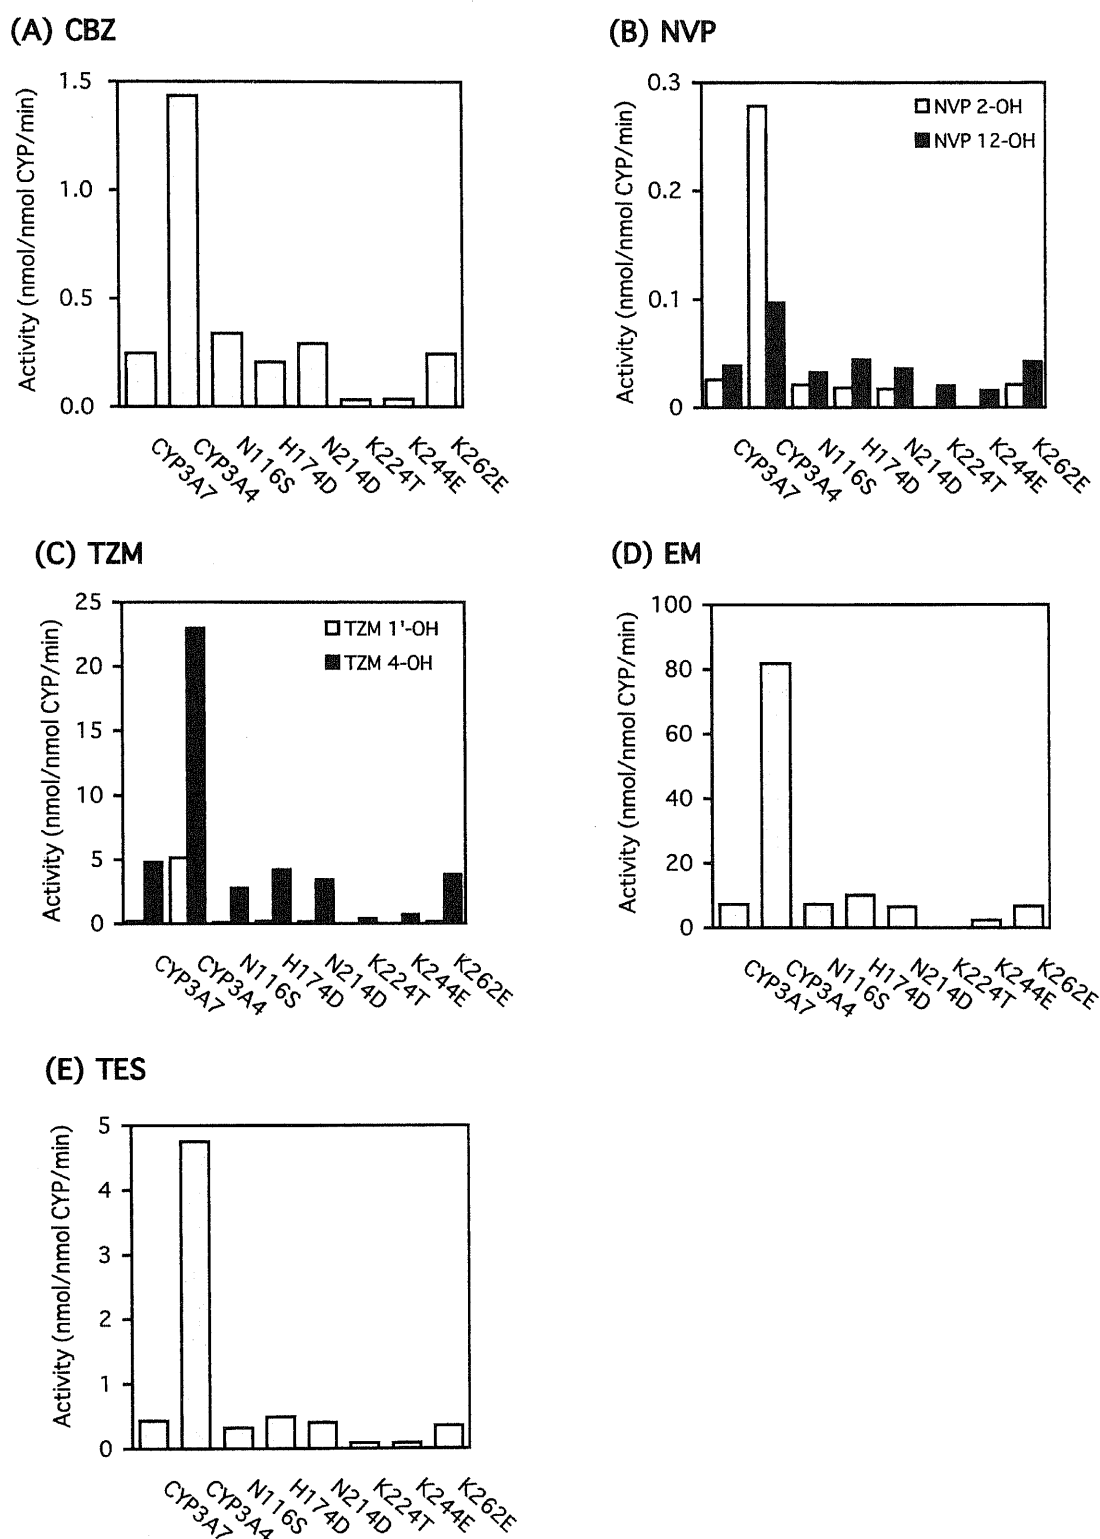 (A) CBZ
Activity (nmol/nmol CYP/min)
1.5
1.0
0.5
0.0
CYP3A7
CYP3A4
N116S
H174D
N214D
K224T
K244E
K262E
(B) NVP
Activity (nmol/nmol CYP/min)
0.3
0.2
0.1
0
NVP 2-OH
NVP 12-OH
CYP3A7
CYP3A4
N116S
H174D
N214D
K224T
K244E
K262E
(C) TZM
Activity (nmol/nmol CYP/min)
25
20
15
10
5
0
TZM 1'-OH
TZM 4-OH
CYP3A7
CYP3A4
N116S
H174D
N214D
K224T
K244E
K262E
(D) EM
Activity (nmol/nmol CYP/min)
100
80
60
40
20
0
CYP3A7
CYP3A4
N116S
H174D
N214D
K224T
K244E
K262E
(E) TES
Activity (nmol/nmol CYP/min)
5
4
3
2
1
0
CYP3A7
CYP3A4
N116S
H174D
N214D
K224T
K244E
K262E